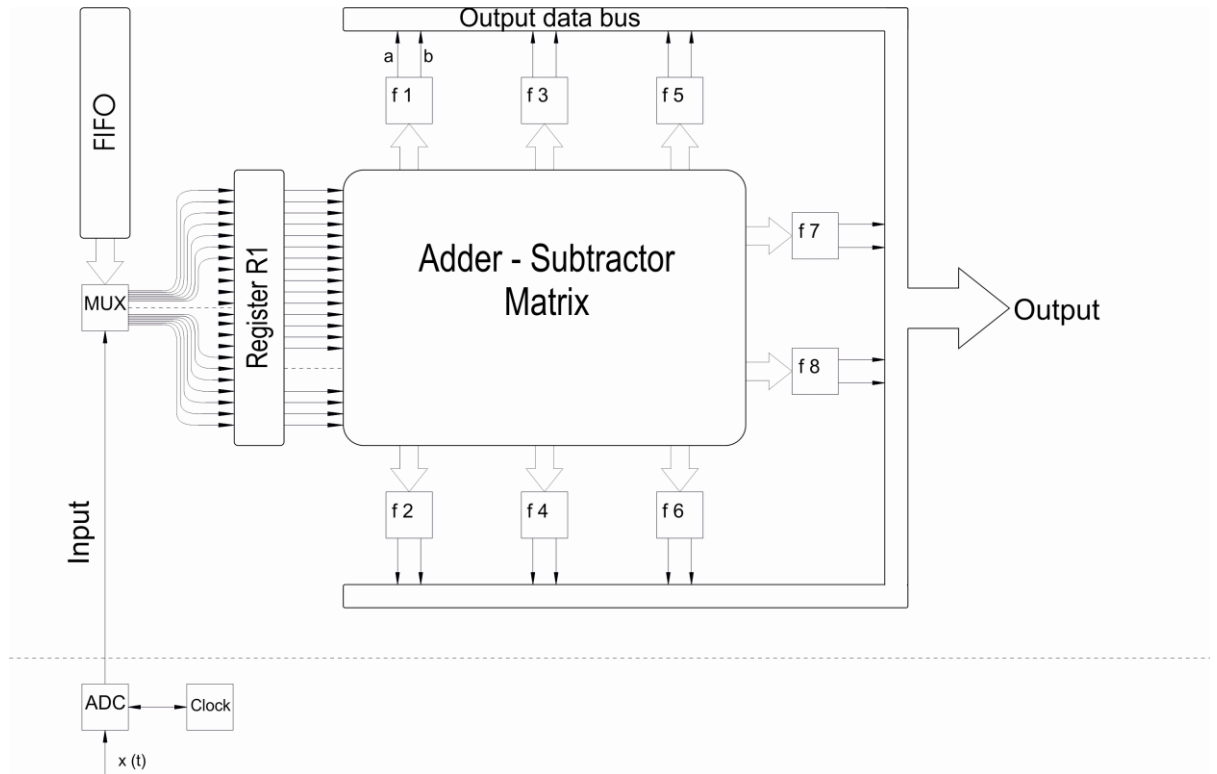 Output data bus
a
b
f 1
f 3
f 5
FIFO
MUX
Register R1
Adder - Subtractor
Matrix
f 7
f 8
Output
f 2
f 4
f 6
Input
ADC
Clock
x (t)